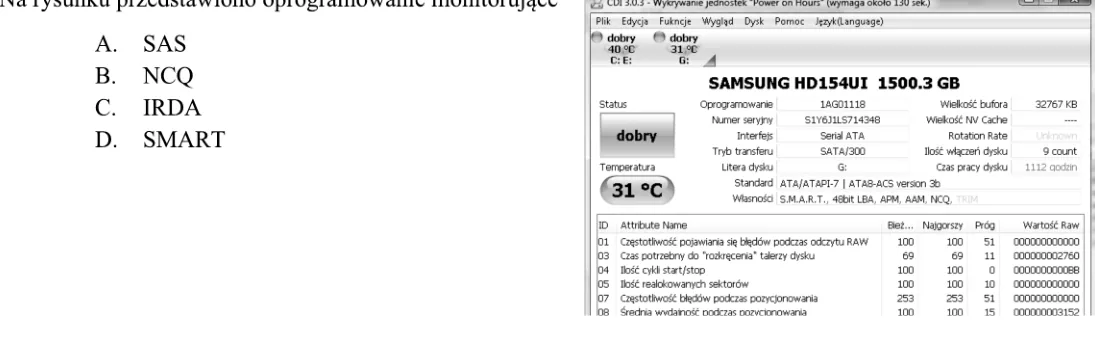 Na rysunku przedstawiono oprogramowanie monitorujące
A. SAS
B. NCQ
C. IRDA
D. SMART
CDI 3.0.3 - Wykrywanie jednostek "Power on Hours" (wymaga około 130 sek.)
Plik Edycja Fukncje Wygląd Dysk Pomoc Język(Language)
dobry dobry
40 °C 31 °C
C: E: G:
SAMSUNG HD154UI 1500.3 GB
Status Oprogramowanie 1AG01118 Wielkość bufora 32767 KB
Numer seryjny S1Y6J1LS714348 Wielkość NV Cache ----
dobry Interfejs Serial ATA Rotation Rate Unknown
Tryb transferu SATA/300 Ilość włączeń dysku 9 count
Temperatura Litera dysku G: Czas pracy dysku 1112 godzin
31 °C Standard ATA/ATAPI-7 | ATA8-ACS version 3b
Własności S.M.A.R.T., 48bit LBA, APM, AAM, NCQ, TRIM
ID Attribute Name Bież... Najgorszy Próg Wartość Raw
01 Częstotliwość pojawiania się błędów podczas odczytu RAW 100 100 51 000000000000
03 Czas potrzebny do "rozkręcenia" talerzy dysku 69 69 11 000000002760
04 Ilość cykli start/stop 100 100 0 0000000000BB
05 Ilość realokowanych sektorów 100 100 10 000000000000
07 Częstotliwość błędów podczas pozycjonowania 253 253 51 000000000000
08 Średnia wydajność podczas pozycjonowania 100 100 15 000000003152